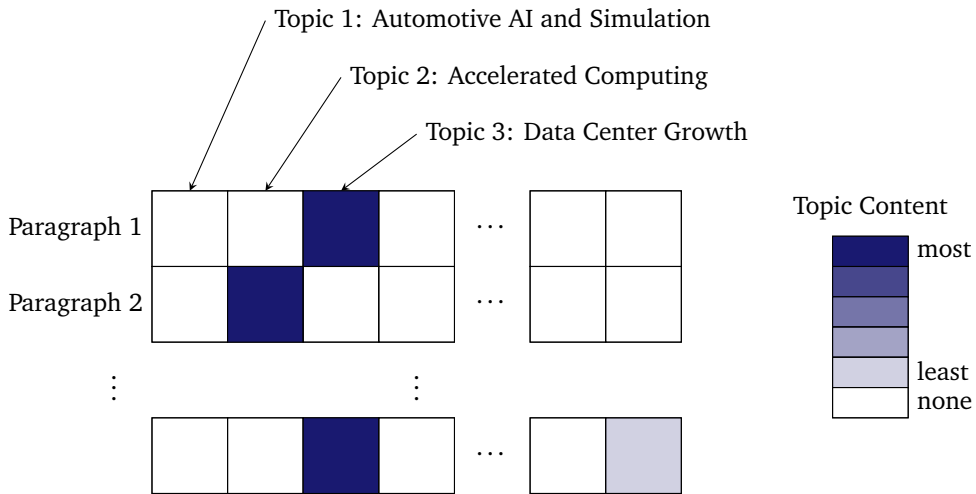 Topic 1: Automotive AI and Simulation
Topic 2: Accelerated Computing
Topic 3: Data Center Growth
Paragraph 1
...
Topic Content
most
Paragraph 2
...
least
none
...